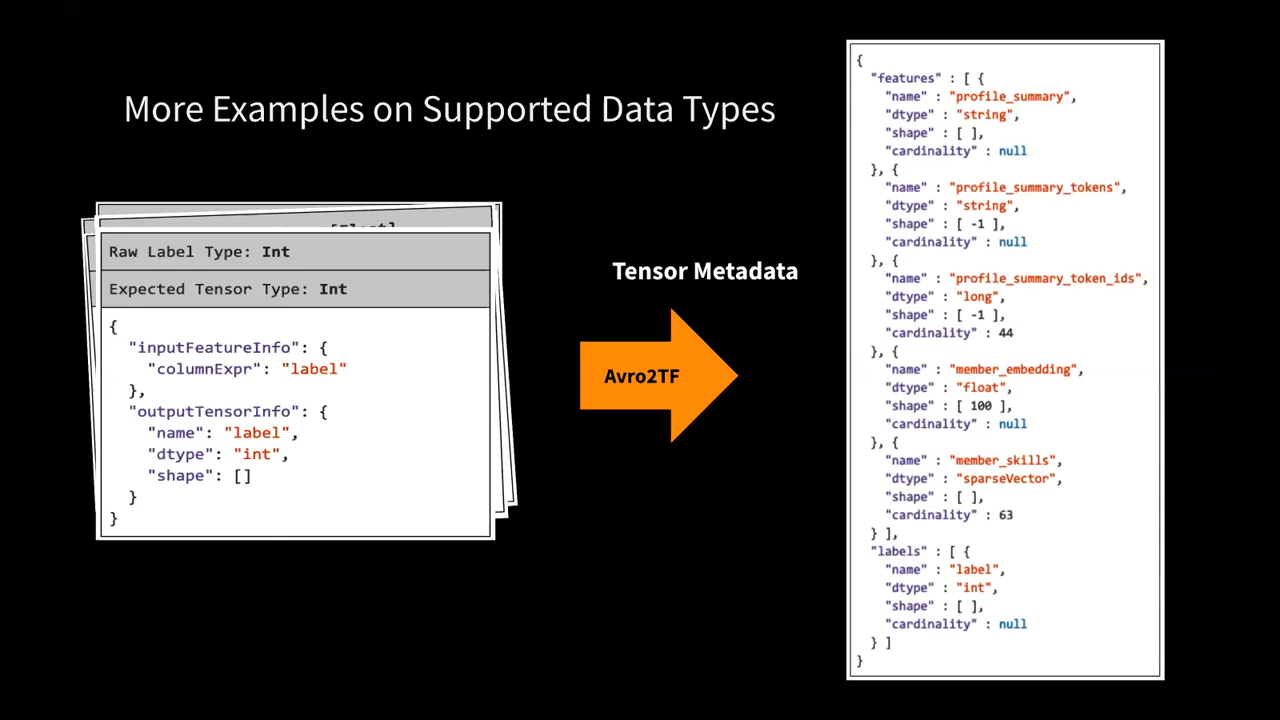 More Examples on Supported Data Types
Raw Label Type: Int
Expected Tensor Type: Int
{
  "inputFeatureInfo": {
    "columnExpr": "label"
  },
  "outputTensorInfo": {
    "name": "label",
    "dtype": "int",
    "shape": []
  }
}
Tensor Metadata
Avro2TF
{
  "features" : [ {
    "name" : "profile_summary",
    "dtype" : "string",
    "shape" : [ ],
    "cardinality" : null
  }, {
    "name" : "profile_summary_tokens",
    "dtype" : "string",
    "shape" : [ -1 ],
    "cardinality" : null
  }, {
    "name" : "profile_summary_token_ids",
    "dtype" : "long",
    "shape" : [ -1 ],
    "cardinality" : 44
  }, {
    "name" : "member_embedding",
    "dtype" : "float",
    "shape" : [ 100 ],
    "cardinality" : null
  }, {
    "name" : "member_skills",
    "dtype" : "sparseVector",
    "shape" : [ ],
    "cardinality" : 63
  } ],
  "labels" : [ {
    "name" : "label",
    "dtype" : "int",
    "shape" : [ ],
    "cardinality" : null
  } ]
}